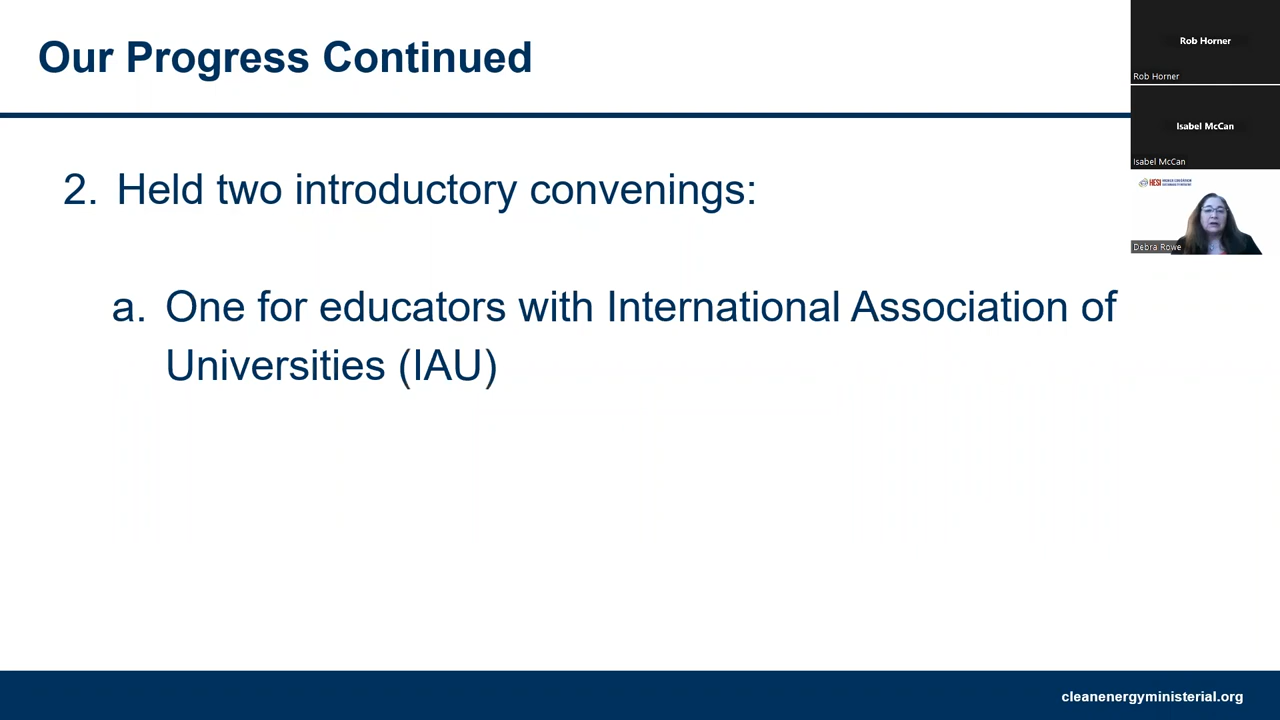 Our Progress Continued
2. Held two introductory convenings:
a. One for educators with International Association of
Universities (IAU)
cleanenergyministerial.org
Rob Horner
Rob Horner
Isabel McCan
Isabel McCan
HESI
Debra Rowe